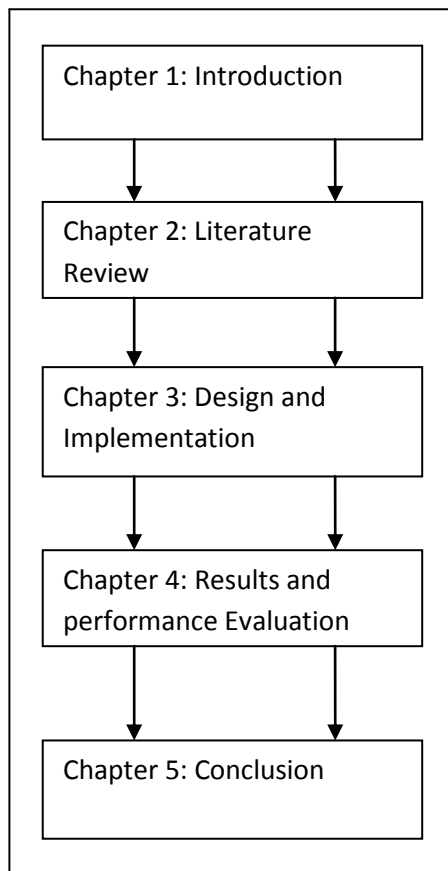 Chapter 1: Introduction
Chapter 2: Literature
Review
Chapter 3: Design and
Implementation
Chapter 4: Results and
performance Evaluation
Chapter 5: Conclusion